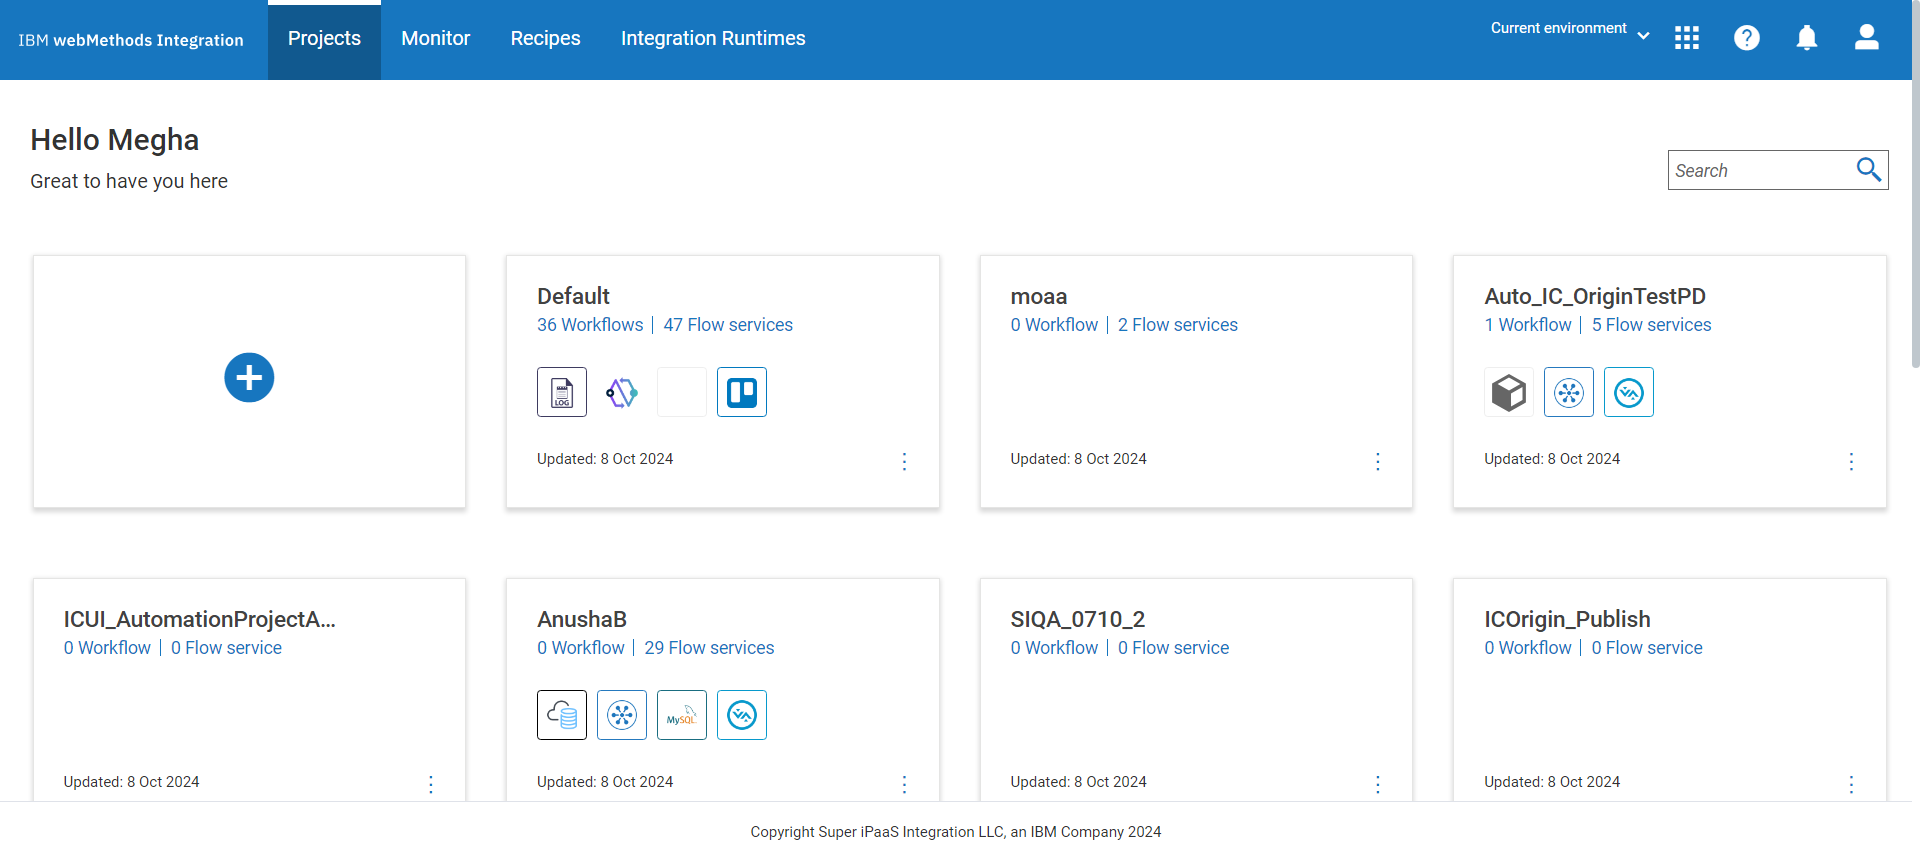 IBM webMethods Integration
Projects
Monitor
Recipes
Integration Runtimes
Current environment
?
Hello Megha
Great to have you here
Search
Default
36 Workflows
47 Flow services
LOG
Updated: 8 Oct 2024
moaa
0 Workflow
2 Flow services
Updated: 8 Oct 2024
Auto_IC_OriginTestPD
1 Workflow
5 Flow services
Updated: 8 Oct 2024
ICUI_AutomationProjectA...
0 Workflow
0 Flow service
Updated: 8 Oct 2024
AnushaB
0 Workflow
29 Flow services
MySQL
Updated: 8 Oct 2024
SIQA_0710_2
0 Workflow
0 Flow service
Updated: 8 Oct 2024
ICOrigin_Publish
0 Workflow
0 Flow service
Updated: 8 Oct 2024
Copyright Super iPaaS Integration LLC, an IBM Company 2024